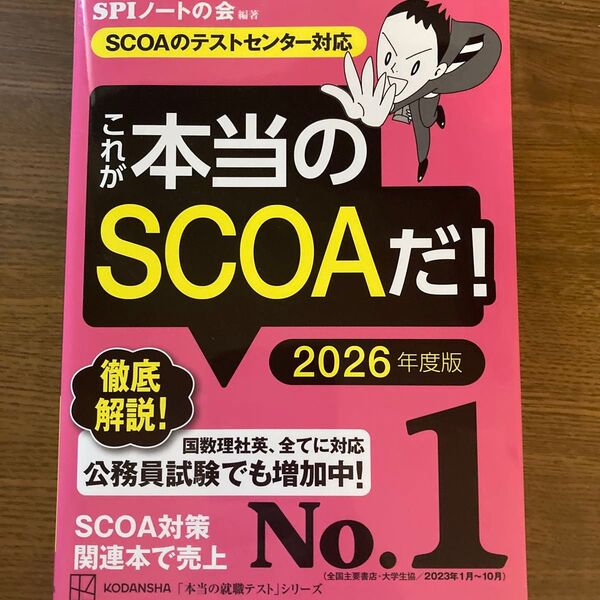 SPIノートの会 編著
SCOAのテストセンター対応
これが
本当の
SCOAだ!
2026年度版
徹底
解説!
国数理社英、全てに対応
公務員試験でも増加中!
SCOA対策
関連本で売上
No.1
(全国主要書店・大学生協/2023年1月〜10月)
KODANSHA 「本当の就職テスト」シリーズ